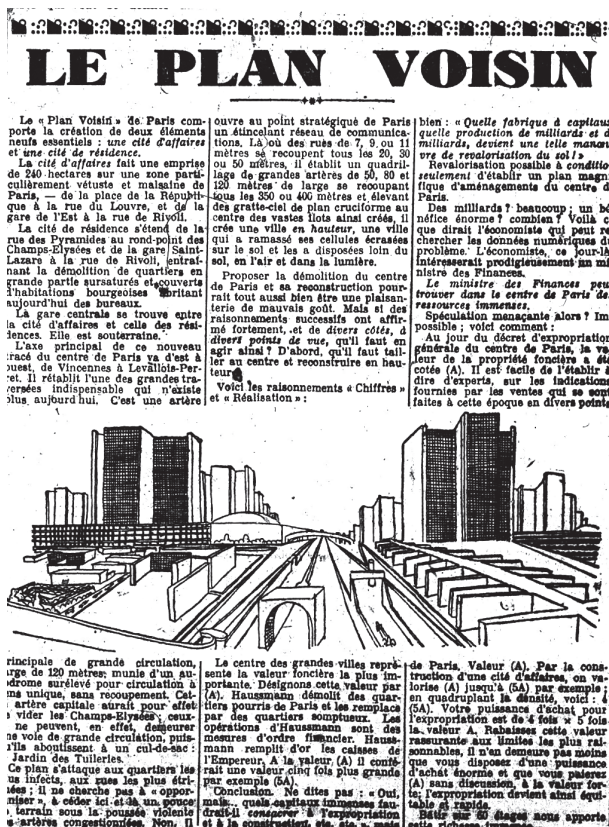 LE PLAN VOISIN
Le « Plan Voisin » de Paris com-
porte la création de deux éléments
neufs essentiels : une cité d'affaires
et une cité de résidence.
La cité d'affaires fait une emprise
de 240 hectares sur une zone parti-
culièrement vétuste et malsaine de
Paris, — de la place de la Républi-
que à la rue du Louvre, et de la
gare de l'Est à la rue de Rivoli.
La cité de résidence s'étend de la
rue des Pyramides au rond-point des
Champs-Elysées et de la gare Saint-
Lazare à la rue de Rivoli, entraî-
nant la démolition de quartiers en
grande partie sursaturés et couverts
d'habitations bourgeoises abritant
aujourd'hui des bureaux.
La gare centrale se trouve entre
la cité d'affaires et celle des rési-
dences. Elle est souterraine.
L'axe principal de ce nouveau
tracé du centre de Paris va d'est à
ouest, de Vincennes à Levallois-Per-
ret. Il rétablit l'une des grandes tra-
versées indispensable qui n'existe
plus aujourd'hui. C'est une artère
ouvre au point stratégique de Paris
un étincelant réseau de communica-
tions. Là où des rues de 7, 9 ou 11
mètres se recoupent tous les 20, 30
ou 50 mètres, il établit un quadril-
lage de grandes artères de 50, 80 et
120 mètres de large se recoupant
tous les 350 ou 400 mètres et, élevant
des gratte-ciel de plan cruciforme au
centre des vastes îlots ainsi créés, il
crée une ville en hauteur, une ville
qui a ramassé ses cellules écrasées
sur le sol et les a disposées loin du
sol, en l'air et dans la lumière.
Proposer la démolition du centre
de Paris et sa reconstruction pour-
rait tout aussi bien être une plaisan-
terie de mauvais goût. Mais si des
raisonnements successifs ont affir-
mé fortement, et de divers côtés, à
divers points de vue, qu'il faut en
agir ainsi ? D'abord, qu'il faut tail-
ler au centre et reconstruire en hau-
teur
Voici les raisonnements « Chiffres »
et « Réalisation » :
bien : « Quelle fabrique à capitaux
quelle production de milliards et d
milliards, devient une telle manœu
vre de revalorisation du sol ! »
Revalorisation possible à conditio
seulement d'établir un plan magni
fique d'aménagements du centre d
Paris.
Des milliards ? beaucoup ; un bé
néfice énorme ? combien ? Voilà c
que dirait l'économiste qui peut re
chercher les données numériques du
problème. L'économiste, ce jour-là
intéresserait prodigieusement un mi
nistre des Finances.
Le ministre des Finances peut
trouver dans le centre de Paris de
ressources immenses.
Spéculation menaçante alors ? Im
possible ; voici comment :
Au jour du décret d'expropriation
générale du centre de Paris, la va
leur de la propriété foncière a été
cotée (A). Il est facile de l'établir à
dire d'experts, sur les indications
fournies par les ventes qui se sont
faites à cette époque en divers points
principale de grande circulation,
large de 120 mètres, munie d'un au-
odrome surélevé pour circulation à
ns unique, sans recoupement. Cet-
artère capitale aurait pour effet
vider les Champs-Elysées ; ceux-
ne peuvent, en effet, demeurer
ne voie de grande circulation, puis-
'ils aboutissent à un cul-de-sac :
Jardin des Tuileries.
Ce plan s'attaque aux quartiers les
us infects, aux rues les plus étri-
ées ; il ne cherche pas à « oppor-
niser », à céder ici et là un pouce
terrain sous la poussée violente
s artères congestionnées. Non. Il
Le centre des grandes villes repré-
sente la valeur foncière la plus im-
portante. Désignons cette valeur par
(A). Haussmann démolit des quar-
tiers pourris de Paris et les remplace
par des quartiers somptueux. Les
opérations d'Haussmann sont des
mesures d'ordre financier. Hauss-
mann remplit d'or les caisses de
l'Empereur. A la valeur (A) il confé-
rait une valeur cinq fois plus grande
par exemple (5A).
Conclusion. Ne dites pas : « Oui,
mais... quels capitaux immenses fau-
drait-il consacrer à l'expropriation
et à la construction, etc. etc. » mais
de Paris. Valeur (A). Par la cons-
truction d'une cité d'affaires, on va-
lorise (A) jusqu'à (5A) par exemple ;
en quadruplant la densité, voici : 4
(5A). Votre puissance d'achat pour
l'expropriation est de 4 fois × 5 fois
la valeur A. Rabaissez cette valeur
rassurante aux limites les plus rai-
sonnables, il n'en demeure pas moins
que vous disposez d'une puissance
d'achat énorme et que vous paierez
(A) sans discussion, à la valeur for-
te; l'expropriation devient ainsi équi-
table et rapide.
Bâtir sur 60 étages nous apporte